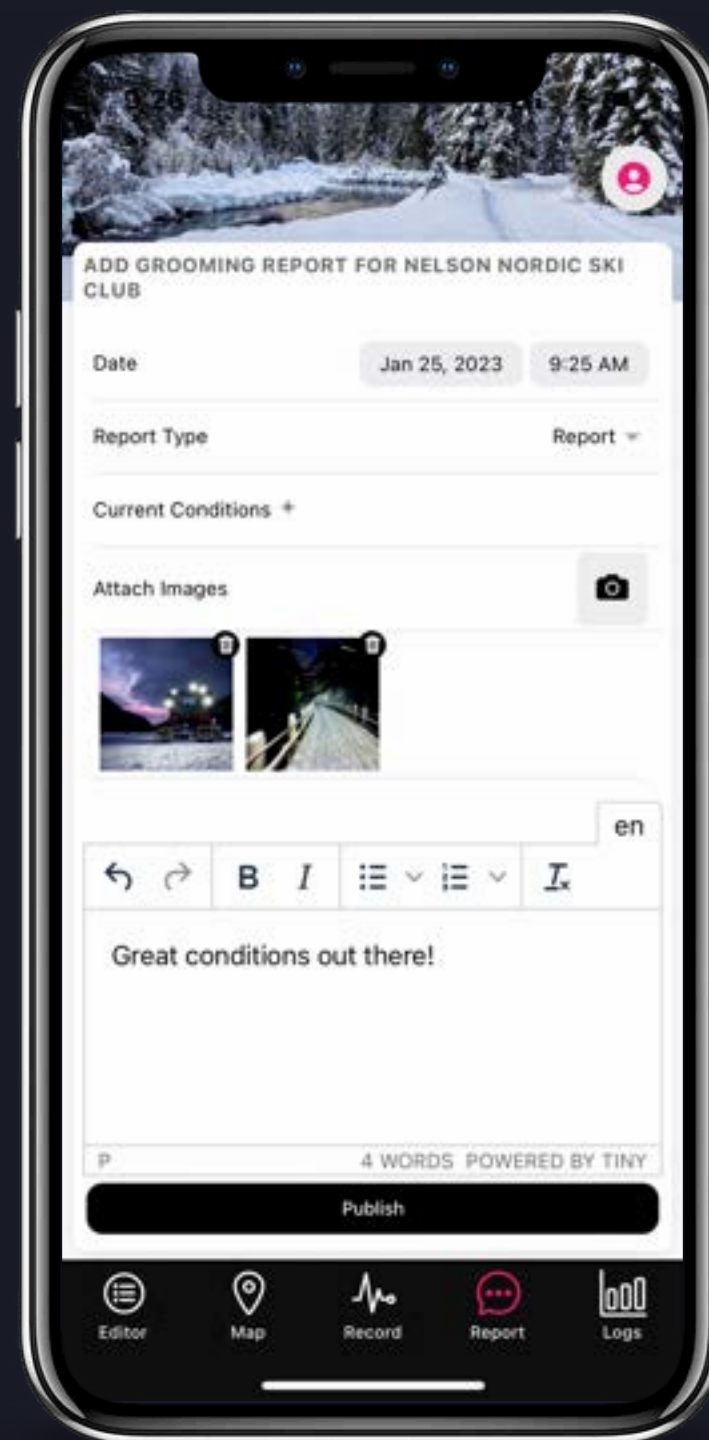 ADD GROOMING REPORT FOR NELSON NORDIC SKI
CLUB
Date Jan 25, 2023 9:25 AM
Report Type Report
Current Conditions +
Attach Images
en
B I
Great conditions out there!
P 4 WORDS POWERED BY TINY
Publish
Editor Map Record Report Logs